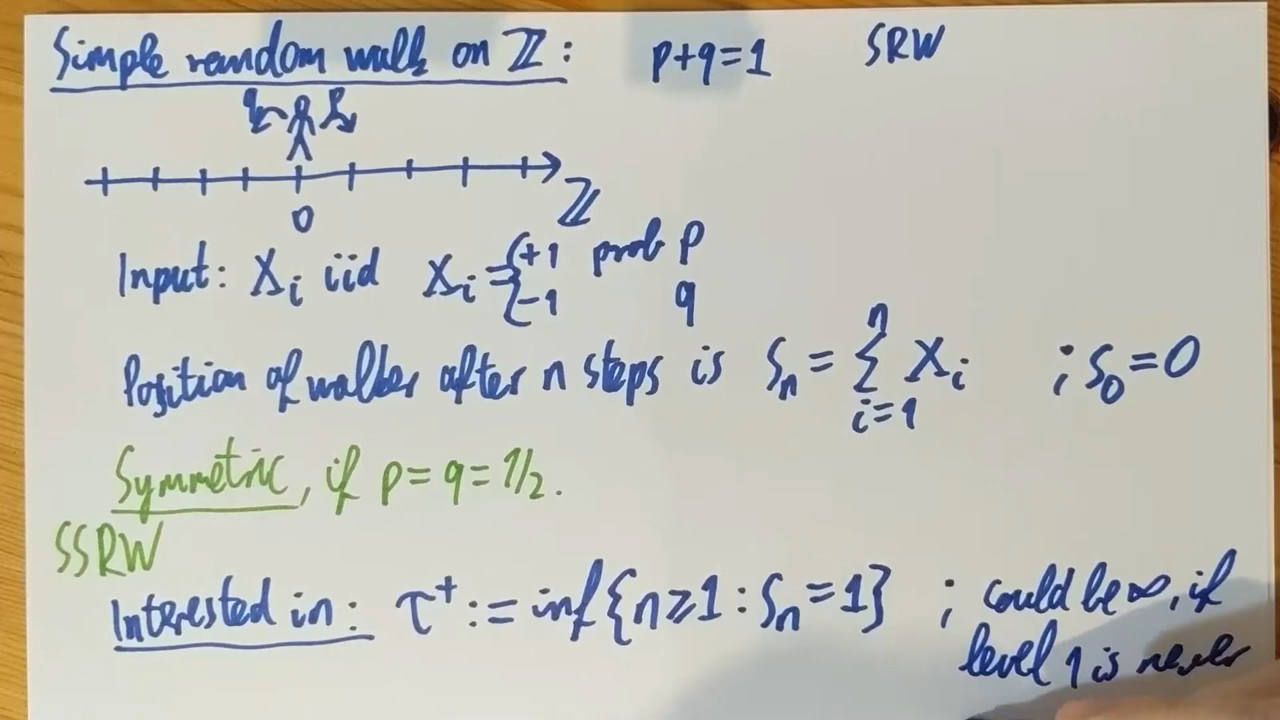 Simple random walk on ℤ: p+q=1 SRW
q p
ℤ
0
Input: Xᵢ iid Xᵢ = { +1 prob p
−1 q
Position of walker after n steps is Sₙ = ∑ᵢ₌₁ⁿ Xᵢ ; S₀=0
Symmetric, if p=q=1/2.
SSRW
Interested in: τ⁺ := inf{n≥1 : Sₙ=1} ; could be ∞, if
level 1 is never